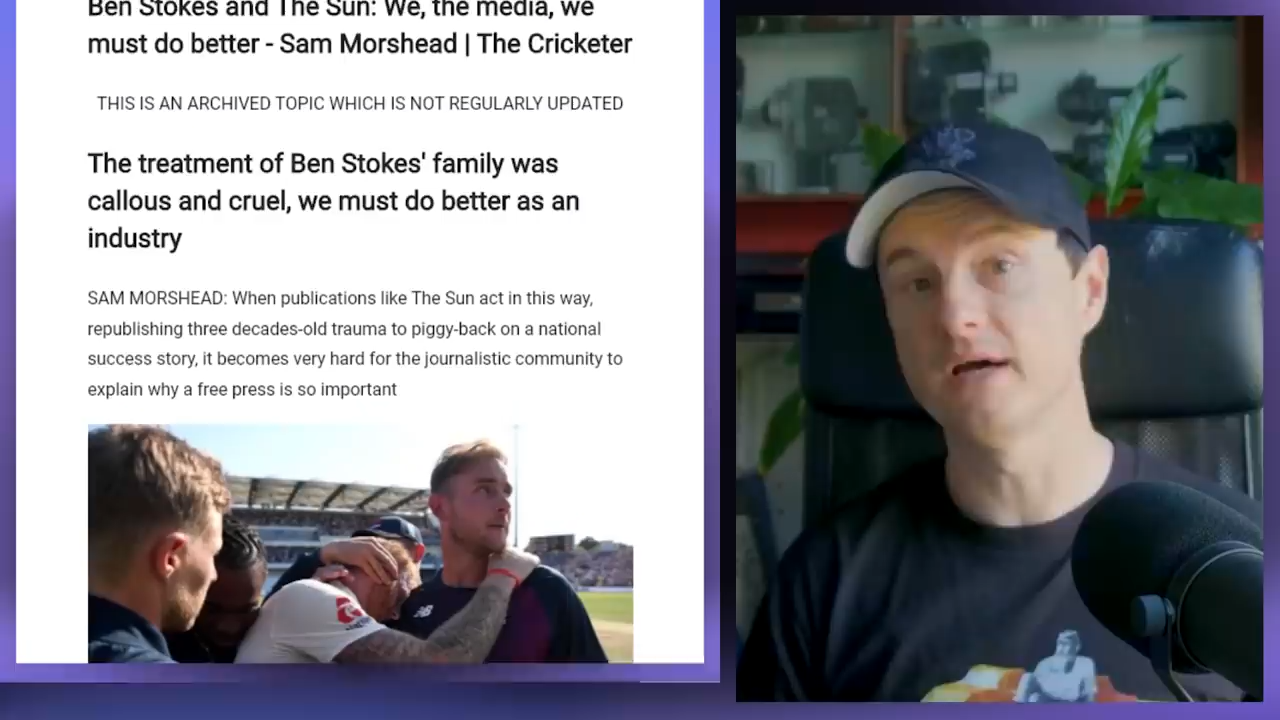 Ben Stokes and The Sun: We, the media, we
must do better - Sam Morshead | The Cricketer
THIS IS AN ARCHIVED TOPIC WHICH IS NOT REGULARLY UPDATED
The treatment of Ben Stokes' family was
callous and cruel, we must do better as an
industry
SAM MORSHEAD: When publications like The Sun act in this way,
republishing three decades-old trauma to piggy-back on a national
success story, it becomes very hard for the journalistic community to
explain why a free press is so important